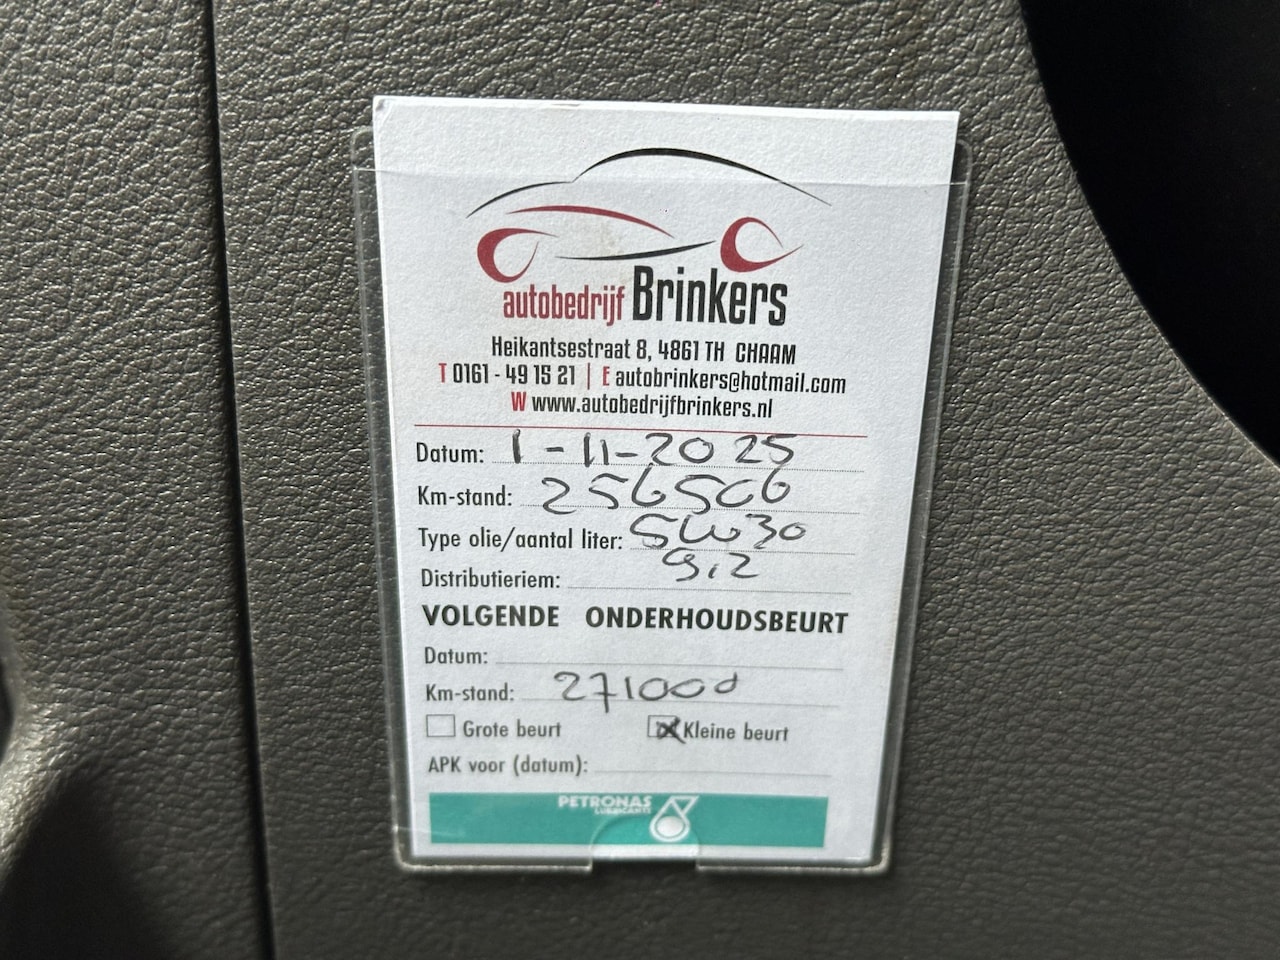 autobedrijf Brinkers
Heikantsestraat 8, 4861 TH CHAAM
T 0161 - 49 15 21 | E autobrinkers@hotmail.com
W www.autobedrijfbrinkers.nl
Datum: 1-11-2025
Km-stand: 256506
Type olie/aantal liter: 5W30
9,2
Distributieriem:
VOLGENDE ONDERHOUDSBEURT
Datum:
Km-stand: 271000
Grote beurt Kleine beurt
APK voor (datum):
PETRONAS
LUBRICANTS